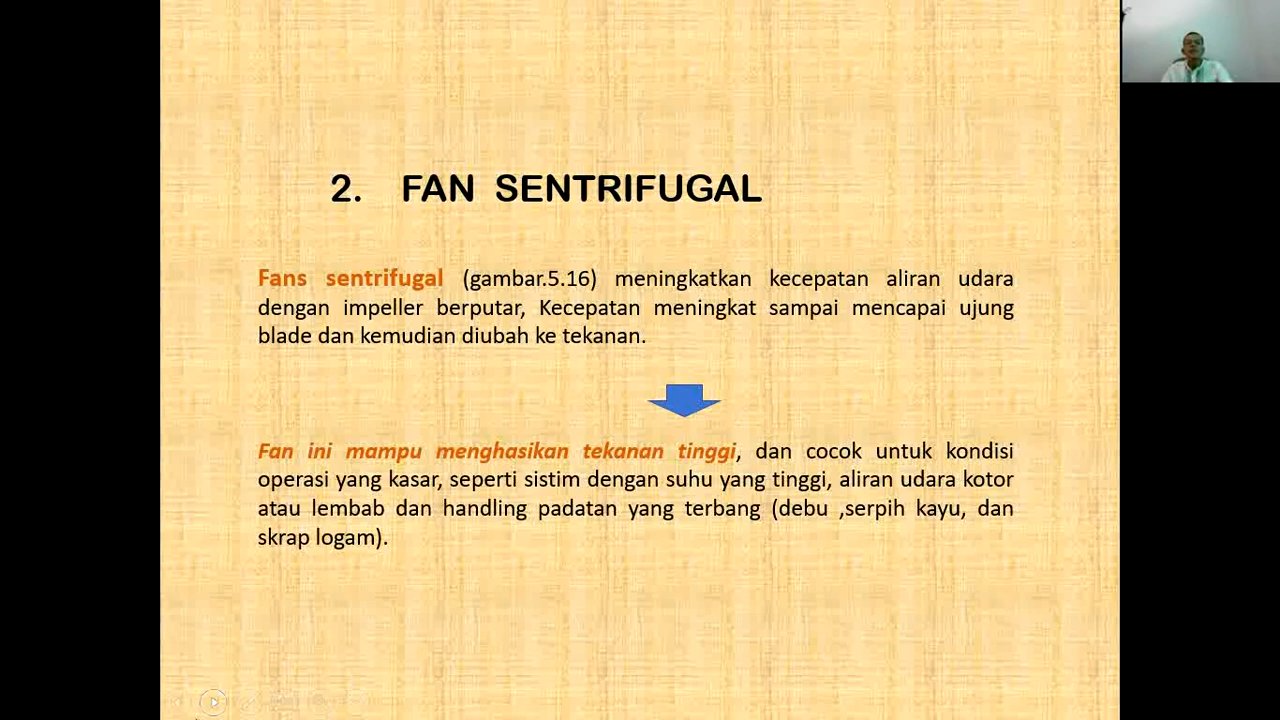 2. FAN SENTRIFUGAL
Fans sentrifugal (gambar.5.16) meningkatkan kecepatan aliran udara
dengan impeller berputar, Kecepatan meningkat sampai mencapai ujung
blade dan kemudian diubah ke tekanan.
Fan ini mampu menghasikan tekanan tinggi, dan cocok untuk kondisi
operasi yang kasar, seperti sistim dengan suhu yang tinggi, aliran udara kotor
atau lembab dan handling padatan yang terbang (debu ,serpih kayu, dan
skrap logam).